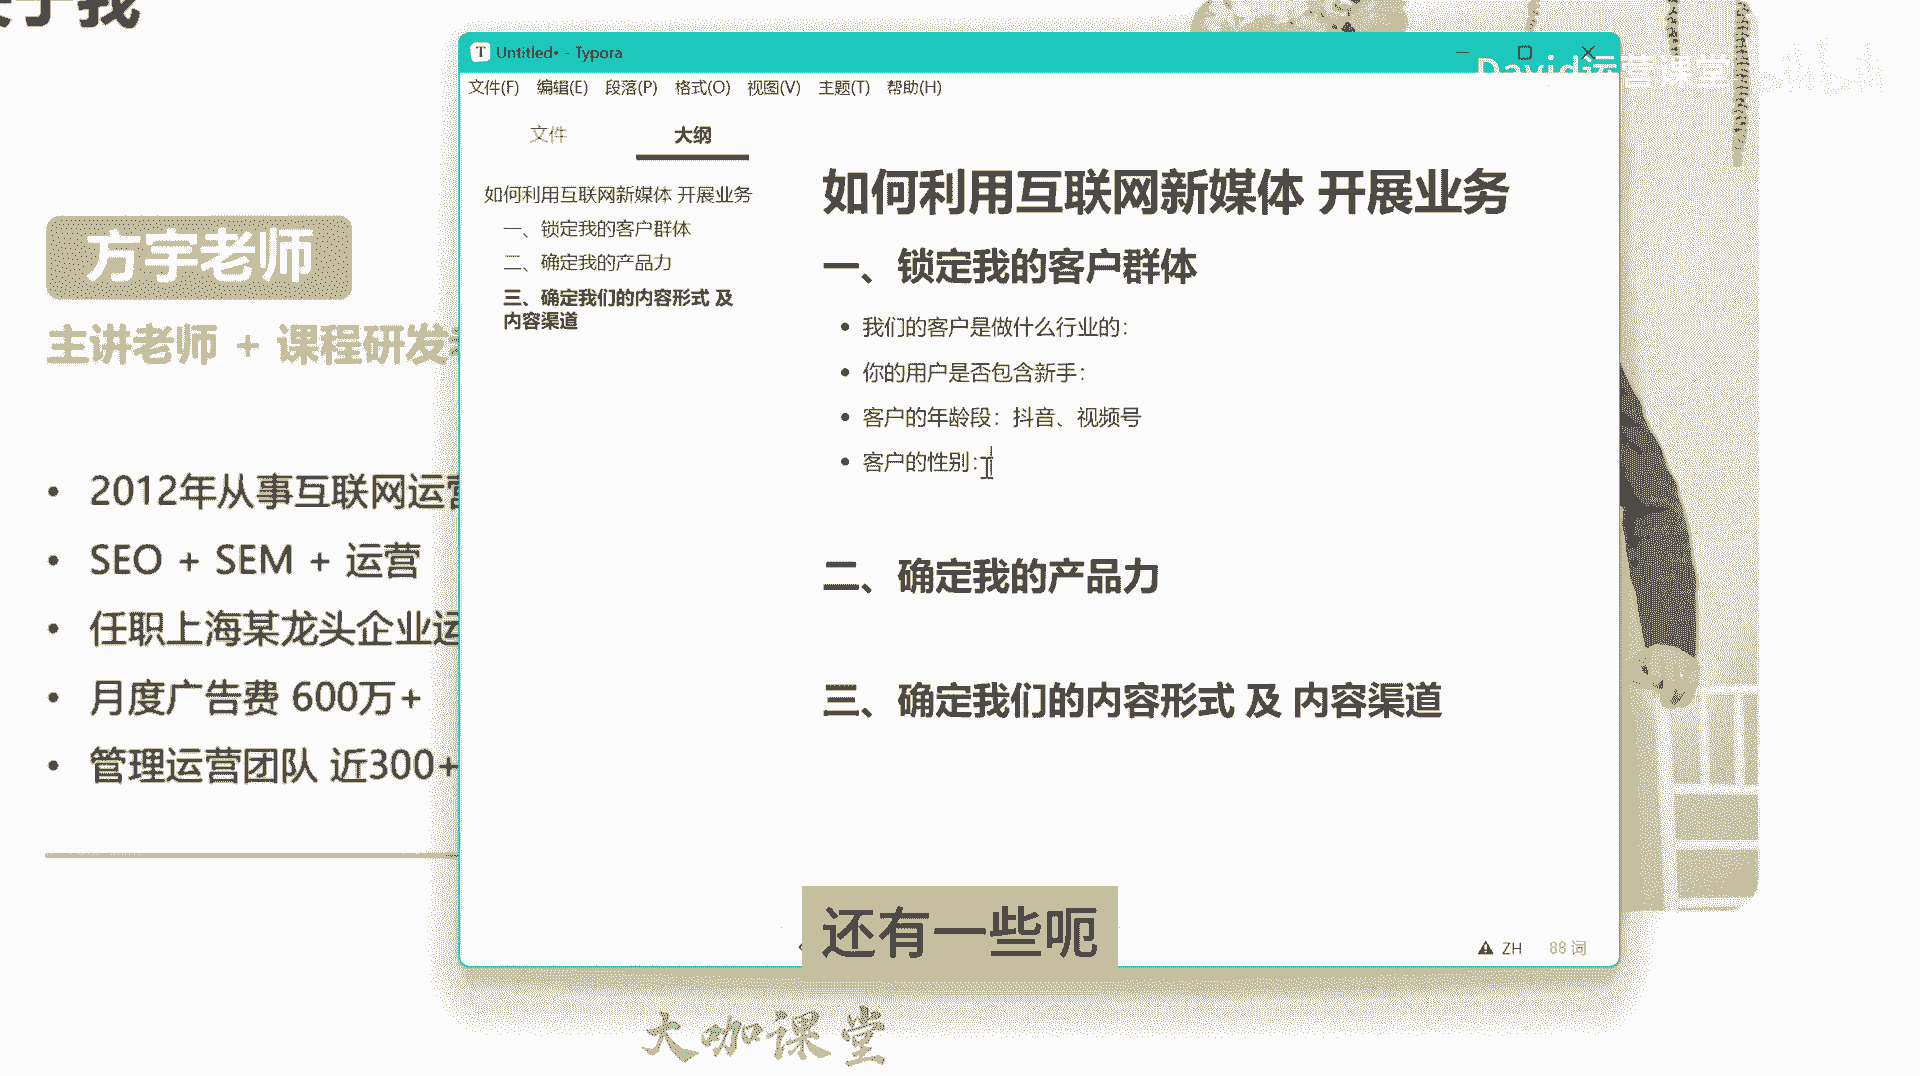 于我
方宇老师
主讲老师 + 课程研发
2012年从事互联网运营
SEO + SEM + 运营
任职上海某龙头企业运
月度广告费 600万+
管理运营团队 近300+
Untitled• - Typora
David运营课堂
文件(F) 编辑(E) 段落(P) 格式(O) 视图(V) 主题(T) 帮助(H)
文件 大纲
如何利用互联网新媒体 开展业务
一、锁定我的客户群体
二、确定我的产品力
三、确定我们的内容形式 及
内容渠道
如何利用互联网新媒体 开展业务
一、锁定我的客户群体
我们的客户是做什么行业的：
你的用户是否包含新手：
客户的年龄段：抖音、视频号
客户的性别：
二、确定我的产品力
三、确定我们的内容形式 及 内容渠道
还有一些呃
ZH 88 词
大咖课堂